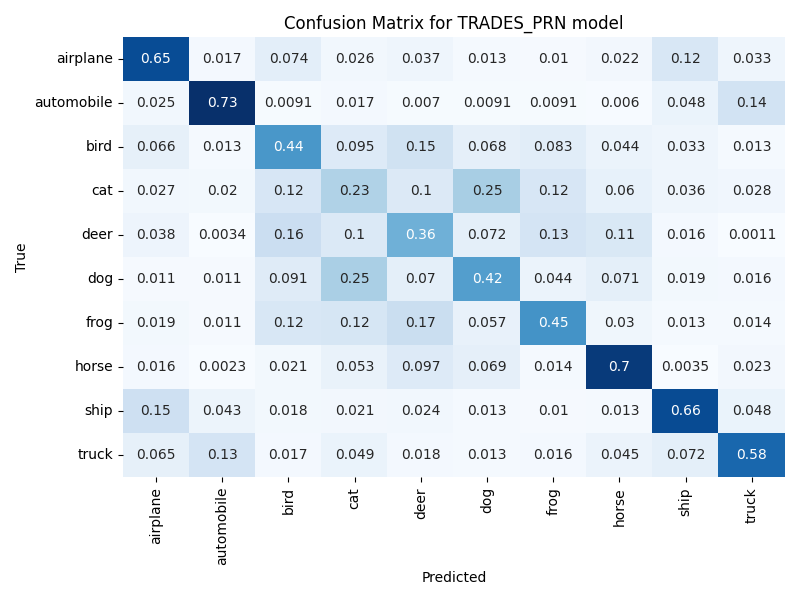 Confusion Matrix for TRADES_PRN model
airplane 0.65 0.017 0.074 0.026 0.037 0.013 0.01 0.022 0.12 0.033
automobile 0.025 0.73 0.0091 0.017 0.007 0.0091 0.0091 0.006 0.048 0.14
bird 0.066 0.013 0.44 0.095 0.15 0.068 0.083 0.044 0.033 0.013
cat 0.027 0.02 0.12 0.23 0.1 0.25 0.12 0.06 0.036 0.028
deer 0.038 0.0034 0.16 0.1 0.36 0.072 0.13 0.11 0.016 0.0011
dog 0.011 0.011 0.091 0.25 0.07 0.42 0.044 0.071 0.019 0.016
frog 0.019 0.011 0.12 0.12 0.17 0.057 0.45 0.03 0.013 0.014
horse 0.016 0.0023 0.021 0.053 0.097 0.069 0.014 0.7 0.0035 0.023
ship 0.15 0.043 0.018 0.021 0.024 0.013 0.01 0.013 0.66 0.048
truck 0.065 0.13 0.017 0.049 0.018 0.013 0.016 0.045 0.072 0.58
True
airplane automobile bird cat deer dog frog horse ship truck
Predicted